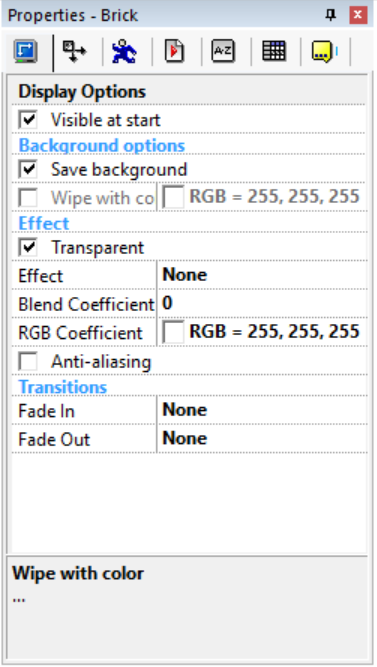 Properties - Brick
A-Z
Display Options
Visible at start
Background options
Save background
Wipe with co RGB = 255, 255, 255
Effect
Transparent
Effect None
Blend Coefficient 0
RGB Coefficient RGB = 255, 255, 255
Anti-aliasing
Transitions
Fade In None
Fade Out None
Wipe with color
...